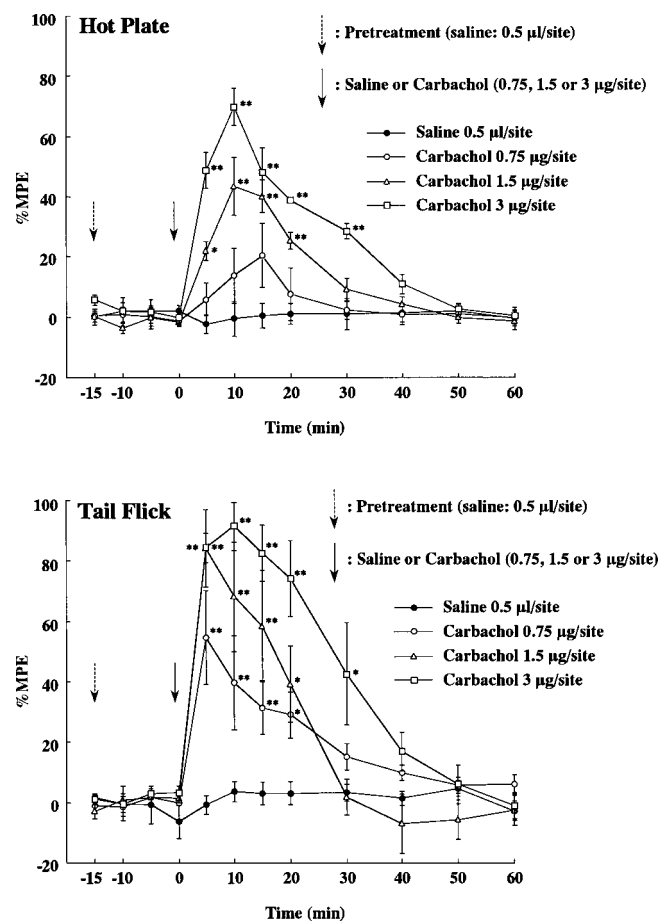 Hot Plate
: Pretreatment (saline: 0.5 µl/site)
: Saline or Carbachol (0.75, 1.5 or 3 µg/site)
Saline 0.5 µl/site
Carbachol 0.75 µg/site
Carbachol 1.5 µg/site
Carbachol 3 µg/site
100
80
60
40
20
0
-20
%MPE
** ** ** ** **
** ** **
*
-15 -10 0 10 20 30 40 50 60
Time (min)
Tail Flick
: Pretreatment (saline: 0.5 µl/site)
: Saline or Carbachol (0.75, 1.5 or 3 µg/site)
Saline 0.5 µl/site
Carbachol 0.75 µg/site
Carbachol 1.5 µg/site
Carbachol 3 µg/site
100
80
60
40
20
0
-20
-40
%MPE
** ** ** ** ** *
** ** *
** ** ** *
-15 -10 0 10 20 30 40 50 60
Time (min)